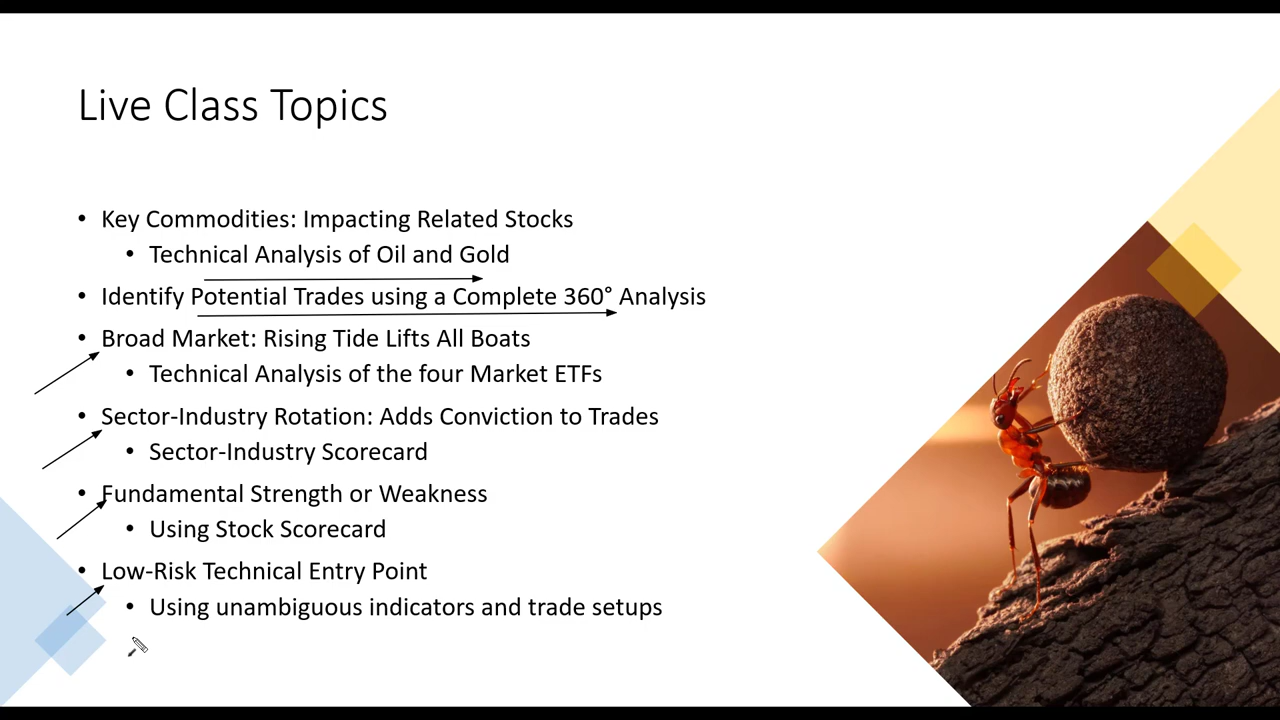 Live Class Topics
• Key Commodities: Impacting Related Stocks
• Technical Analysis of Oil and Gold
• Identify Potential Trades using a Complete 360° Analysis
• Broad Market: Rising Tide Lifts All Boats
• Technical Analysis of the four Market ETFs
• Sector-Industry Rotation: Adds Conviction to Trades
• Sector-Industry Scorecard
• Fundamental Strength or Weakness
• Using Stock Scorecard
• Low-Risk Technical Entry Point
• Using unambiguous indicators and trade setups